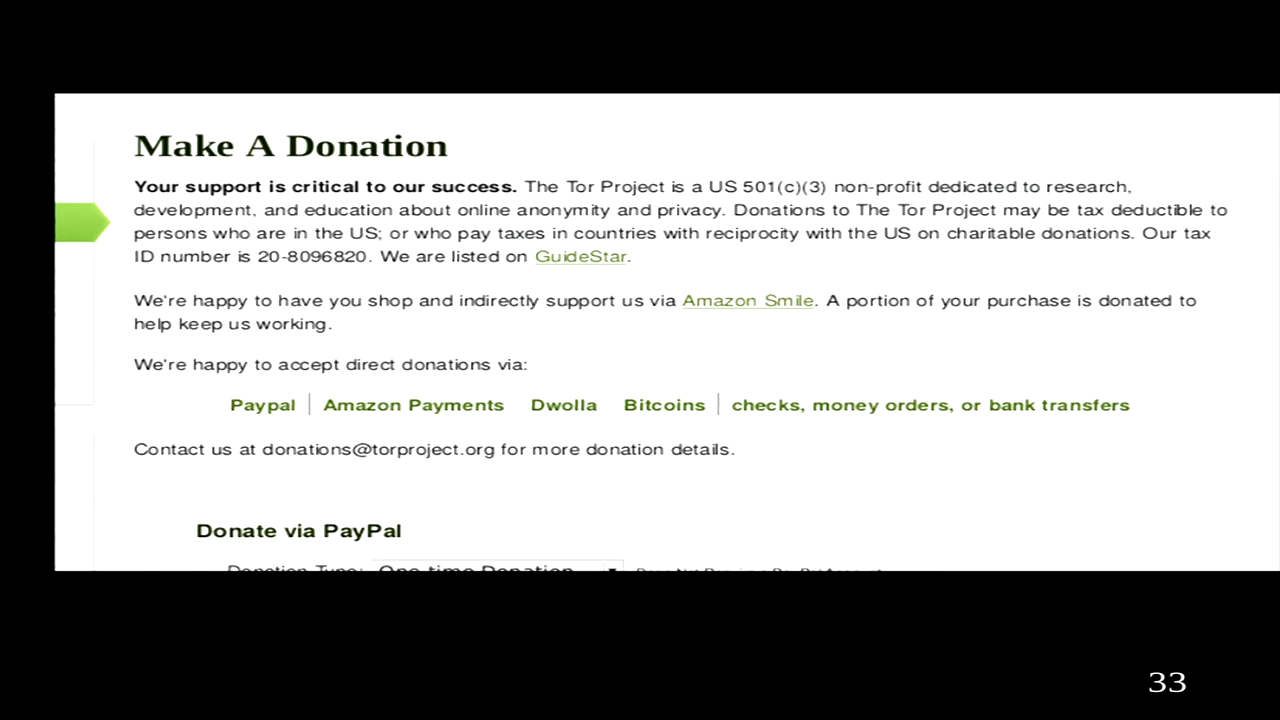 Make A Donation
Your support is critical to our success. The Tor Project is a US 501(c)(3) non-profit dedicated to research,
development, and education about online anonymity and privacy. Donations to The Tor Project may be tax deductible to
persons who are in the US; or who pay taxes in countries with reciprocity with the US on charitable donations. Our tax
ID number is 20-8096820. We are listed on GuideStar.
We're happy to have you shop and indirectly support us via Amazon Smile. A portion of your purchase is donated to
help keep us working.
We're happy to accept direct donations via:
Paypal Amazon Payments Dwolla Bitcoins checks, money orders, or bank transfers
Contact us at donations@torproject.org for more donation details.
Donate via PayPal
Donation Type: One-time Donation
33